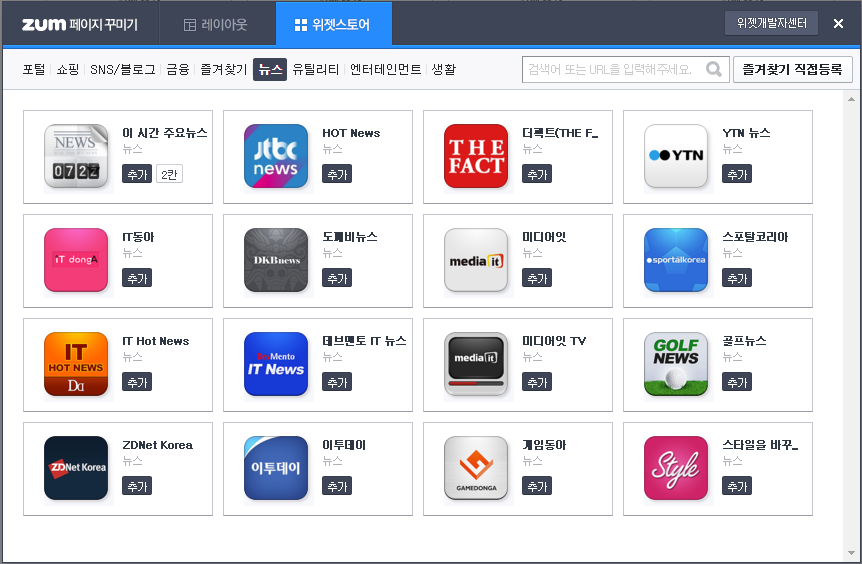 zum 페이지 꾸미기 레이아웃 위젯스토어 위젯개발자센터
포털 쇼핑 SNS/블로그 금융 즐겨찾기 뉴스 유틸리티 엔터테인먼트 생활 검색어 또는 URL을 입력해주세요. 즐겨찾기 직접등록
NEWS
0722
이 시간 주요뉴스
뉴스
추가 2칸
jtbc
news
HOT News
뉴스
추가
THE
FACT
더팩트(THE F_
뉴스
추가
YTN
YTN 뉴스
뉴스
추가
iT dongA
IT동아
뉴스
추가
DKBnews
도깨비뉴스
뉴스
추가
media it
미디어잇
뉴스
추가
sportalkorea
스포탈코리아
뉴스
추가
IT
HOT NEWS
Da
IT Hot News
뉴스
추가
DevMento
IT News
데브멘토 IT 뉴스
뉴스
추가
media it
미디어잇 TV
뉴스
추가
GOLF
NEWS
골프뉴스
뉴스
추가
ZDNet Korea
ZDNet Korea
뉴스
추가
이투데이
이투데이
뉴스
추가
GAMEDONGA
게임동아
뉴스
추가
Style
스타일을 바꾸_
뉴스
추가